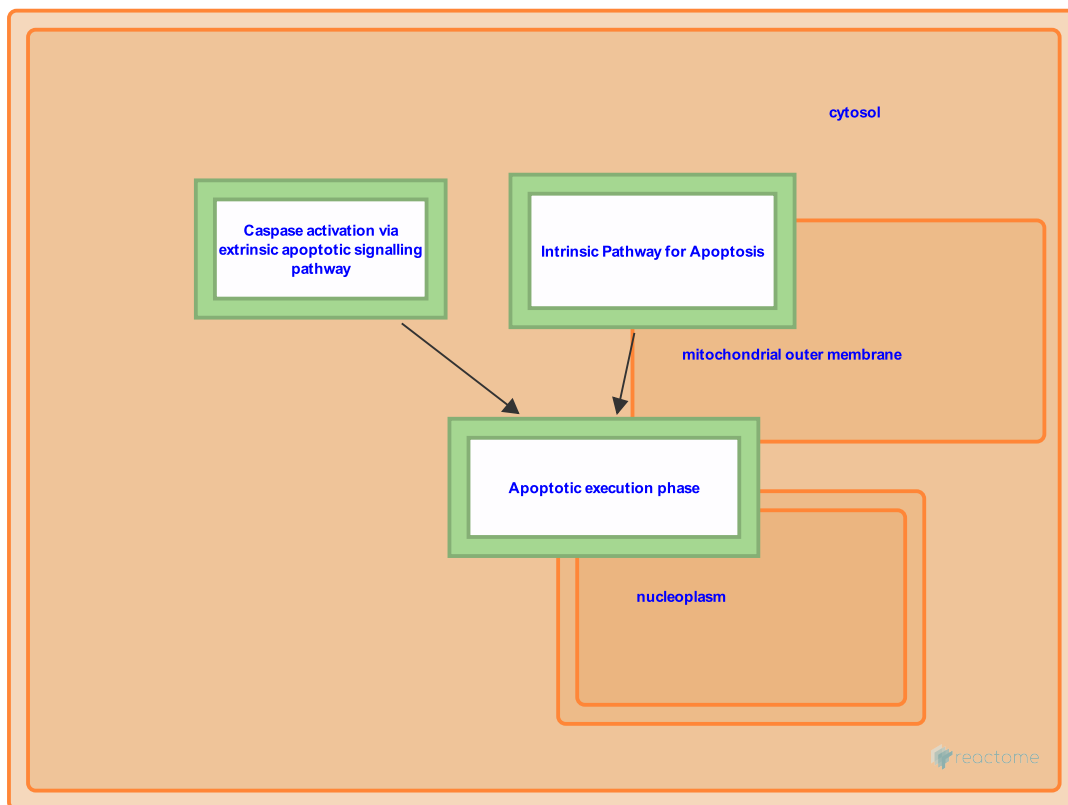 cytosol
Caspase activation via
extrinsic apoptotic signalling
pathway
Intrinsic Pathway for Apoptosis
mitochondrial outer membrane
Apoptotic execution phase
nucleoplasm
reactome